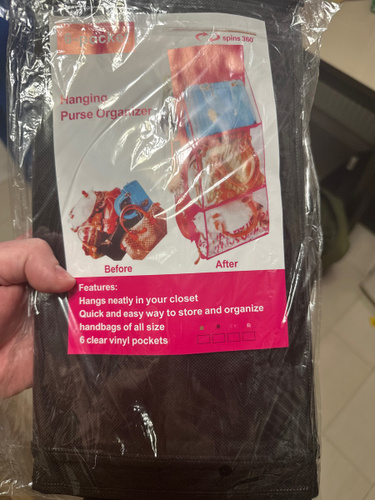 spins 360°
Hanging
Purse Organizer
Before
After
Features:
Hangs neatly in your closet
Quick and easy way to store and organize
handbags of all size
6 clear vinyl pockets